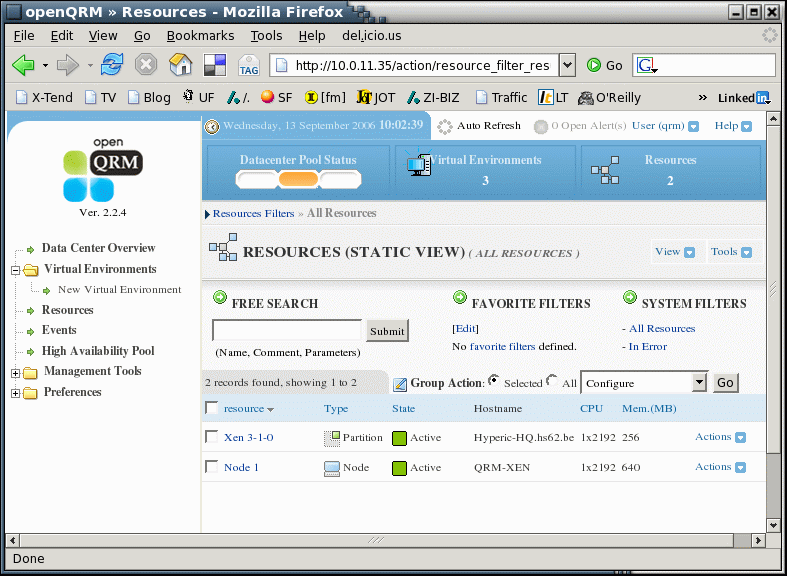 openQRM » Resources - Mozilla Firefox
File Edit View Go Bookmarks Tools Help del,icio.us
TAG http://10.0.11.35/action/resource_filter_res Go G
X-Tend TV Blog UF /. SF [fm] JOT ZI-BIZ Traffic LT O'Reilly » Linked in
open
QRM
Ver. 2.2.4
Data Center Overview
Virtual Environments
New Virtual Environment
Resources
Events
High Availability Pool
Management Tools
Preferences
Wednesday, 13 September 2006 10:02:39 Auto Refresh 0 Open Alert(s) User (qrm) Help
Datacenter Pool Status Virtual Environments Resources
3 2
Resources Filters » All Resources
RESOURCES (STATIC VIEW) ( ALL RESOURCES ) View Tools
FREE SEARCH FAVORITE FILTERS SYSTEM FILTERS
Submit [Edit] - All Resources
(Name, Comment, Parameters) No favorite filters defined. - In Error
2 records found, showing 1 to 2 Group Action: Selected All Configure Go
resource Type State Hostname CPU Mem.(MB)
Xen 3-1-0 Partition Active Hyperic-HQ.hs62.be 1x2192 256 Actions
Node 1 Node Active QRM-XEN 1x2192 640 Actions
Done